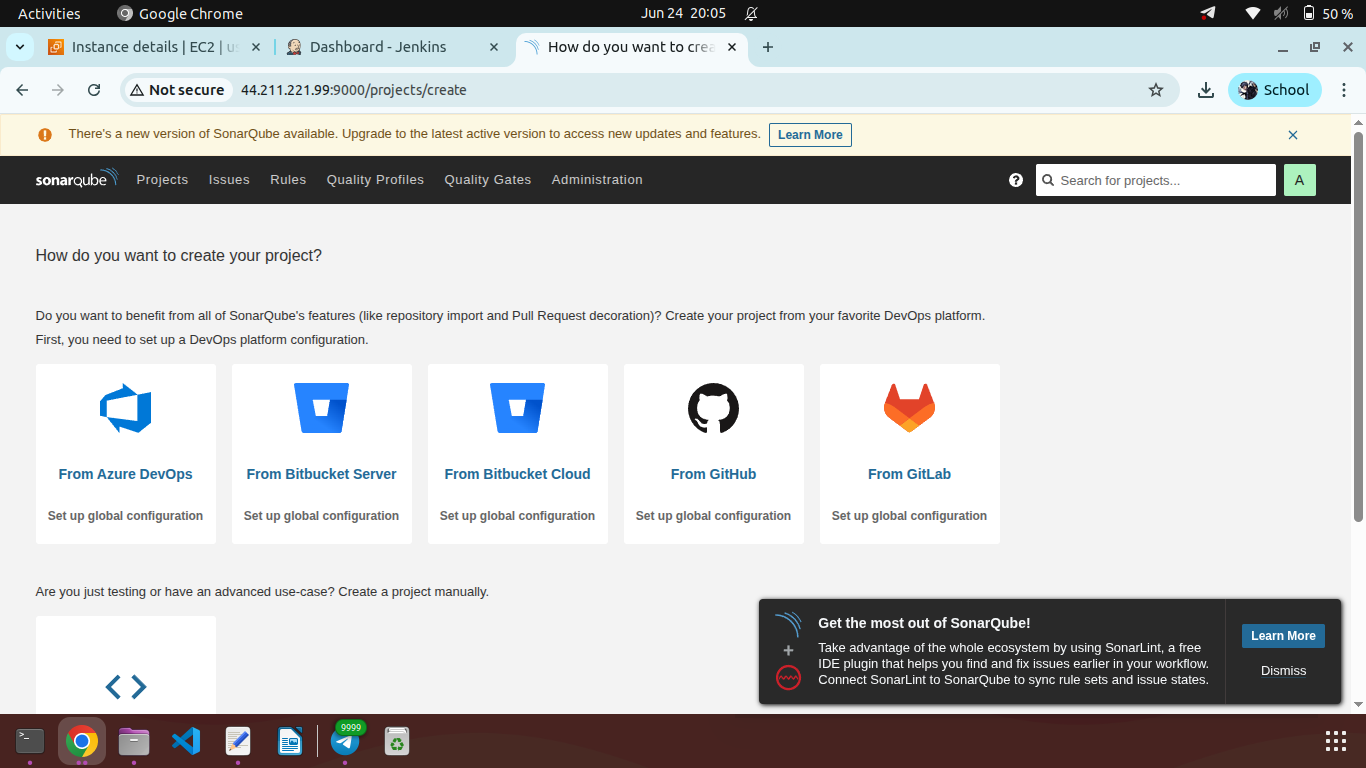 Activities
Google Chrome
Jun 24 20:05
50 %
Instance details | EC2 | us
Dashboard - Jenkins
How do you want to crea
Not secure
44.211.221.99:9000/projects/create
School
There's a new version of SonarQube available. Upgrade to the latest active version to access new updates and features.
Learn More
sonarqube
Projects
Issues
Rules
Quality Profiles
Quality Gates
Administration
Search for projects...
A
How do you want to create your project?
Do you want to benefit from all of SonarQube's features (like repository import and Pull Request decoration)? Create your project from your favorite DevOps platform.
First, you need to set up a DevOps platform configuration.
From Azure DevOps
From Bitbucket Server
From Bitbucket Cloud
From GitHub
From GitLab
Set up global configuration
Set up global configuration
Set up global configuration
Set up global configuration
Set up global configuration
Are you just testing or have an advanced use-case? Create a project manually.
Get the most out of SonarQube!
Take advantage of the whole ecosystem by using SonarLint, a free
IDE plugin that helps you find and fix issues earlier in your workflow.
Connect SonarLint to SonarQube to sync rule sets and issue states.
Learn More
Dismiss
9999